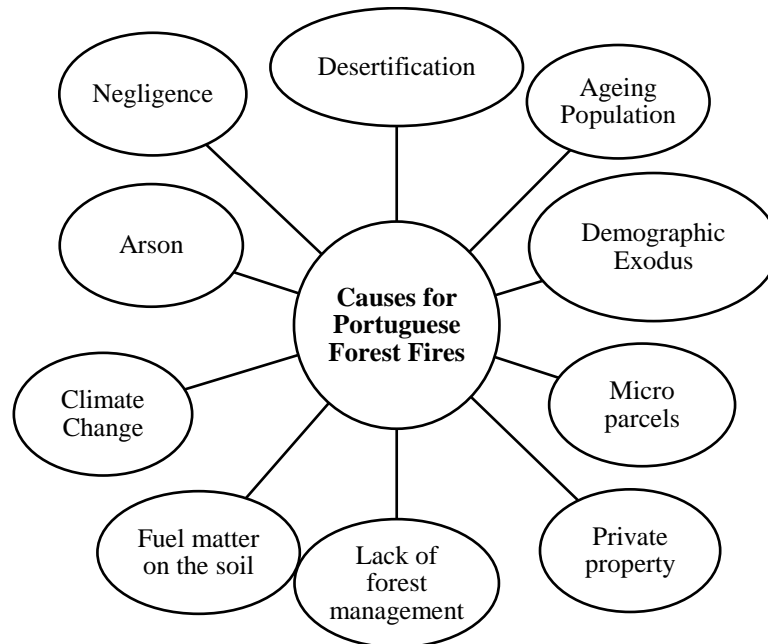 Desertification
Ageing
Population
Negligence
Arson
Demographic
Exodus
Causes for
Portuguese
Forest Fires
Climate
Change
Micro
parcels
Fuel matter
on the soil
Lack of
forest
management
Private
property